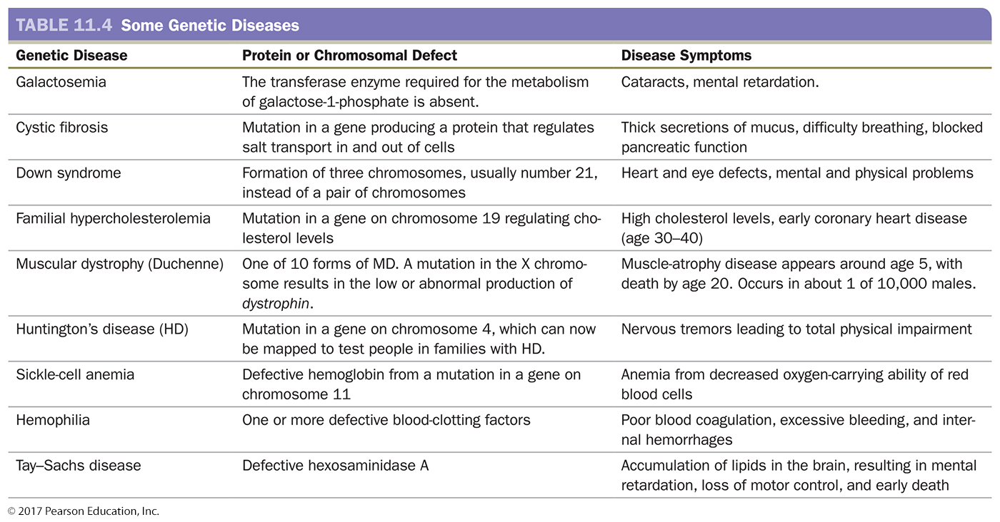 TABLE 11.4 Some Genetic Diseases
Genetic Disease Protein or Chromosomal Defect Disease Symptoms
Galactosemia The transferase enzyme required for the metabolism Cataracts, mental retardation.
of galactose-1-phosphate is absent.
Cystic fibrosis Mutation in a gene producing a protein that regulates Thick secretions of mucus, difficulty breathing, blocked
salt transport in and out of cells pancreatic function
Down syndrome Formation of three chromosomes, usually number 21, Heart and eye defects, mental and physical problems
instead of a pair of chromosomes
Familial hypercholesterolemia Mutation in a gene on chromosome 19 regulating cho- High cholesterol levels, early coronary heart disease
lesterol levels (age 30–40)
Muscular dystrophy (Duchenne) One of 10 forms of MD. A mutation in the X chromo- Muscle-atrophy disease appears around age 5, with
some results in the low or abnormal production of death by age 20. Occurs in about 1 of 10,000 males.
dystrophin.
Huntington's disease (HD) Mutation in a gene on chromosome 4, which can now Nervous tremors leading to total physical impairment
be mapped to test people in families with HD.
Sickle-cell anemia Defective hemoglobin from a mutation in a gene on Anemia from decreased oxygen-carrying ability of red
chromosome 11 blood cells
Hemophilia One or more defective blood-clotting factors Poor blood coagulation, excessive bleeding, and inter-
nal hemorrhages
Tay–Sachs disease Defective hexosaminidase A Accumulation of lipids in the brain, resulting in mental
retardation, loss of motor control, and early death
© 2017 Pearson Education, Inc.